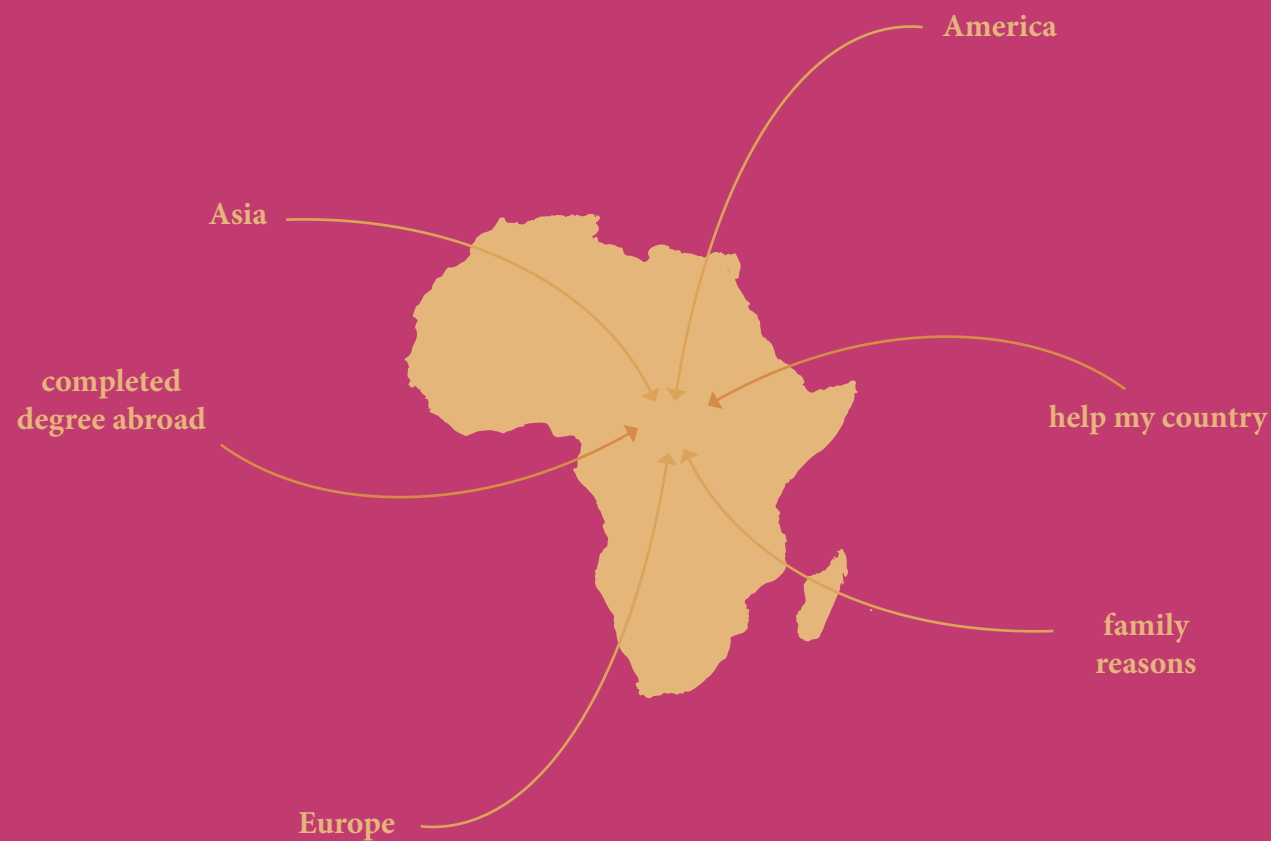 America
Asia
completed
degree abroad
help my country
family
reasons
Europe